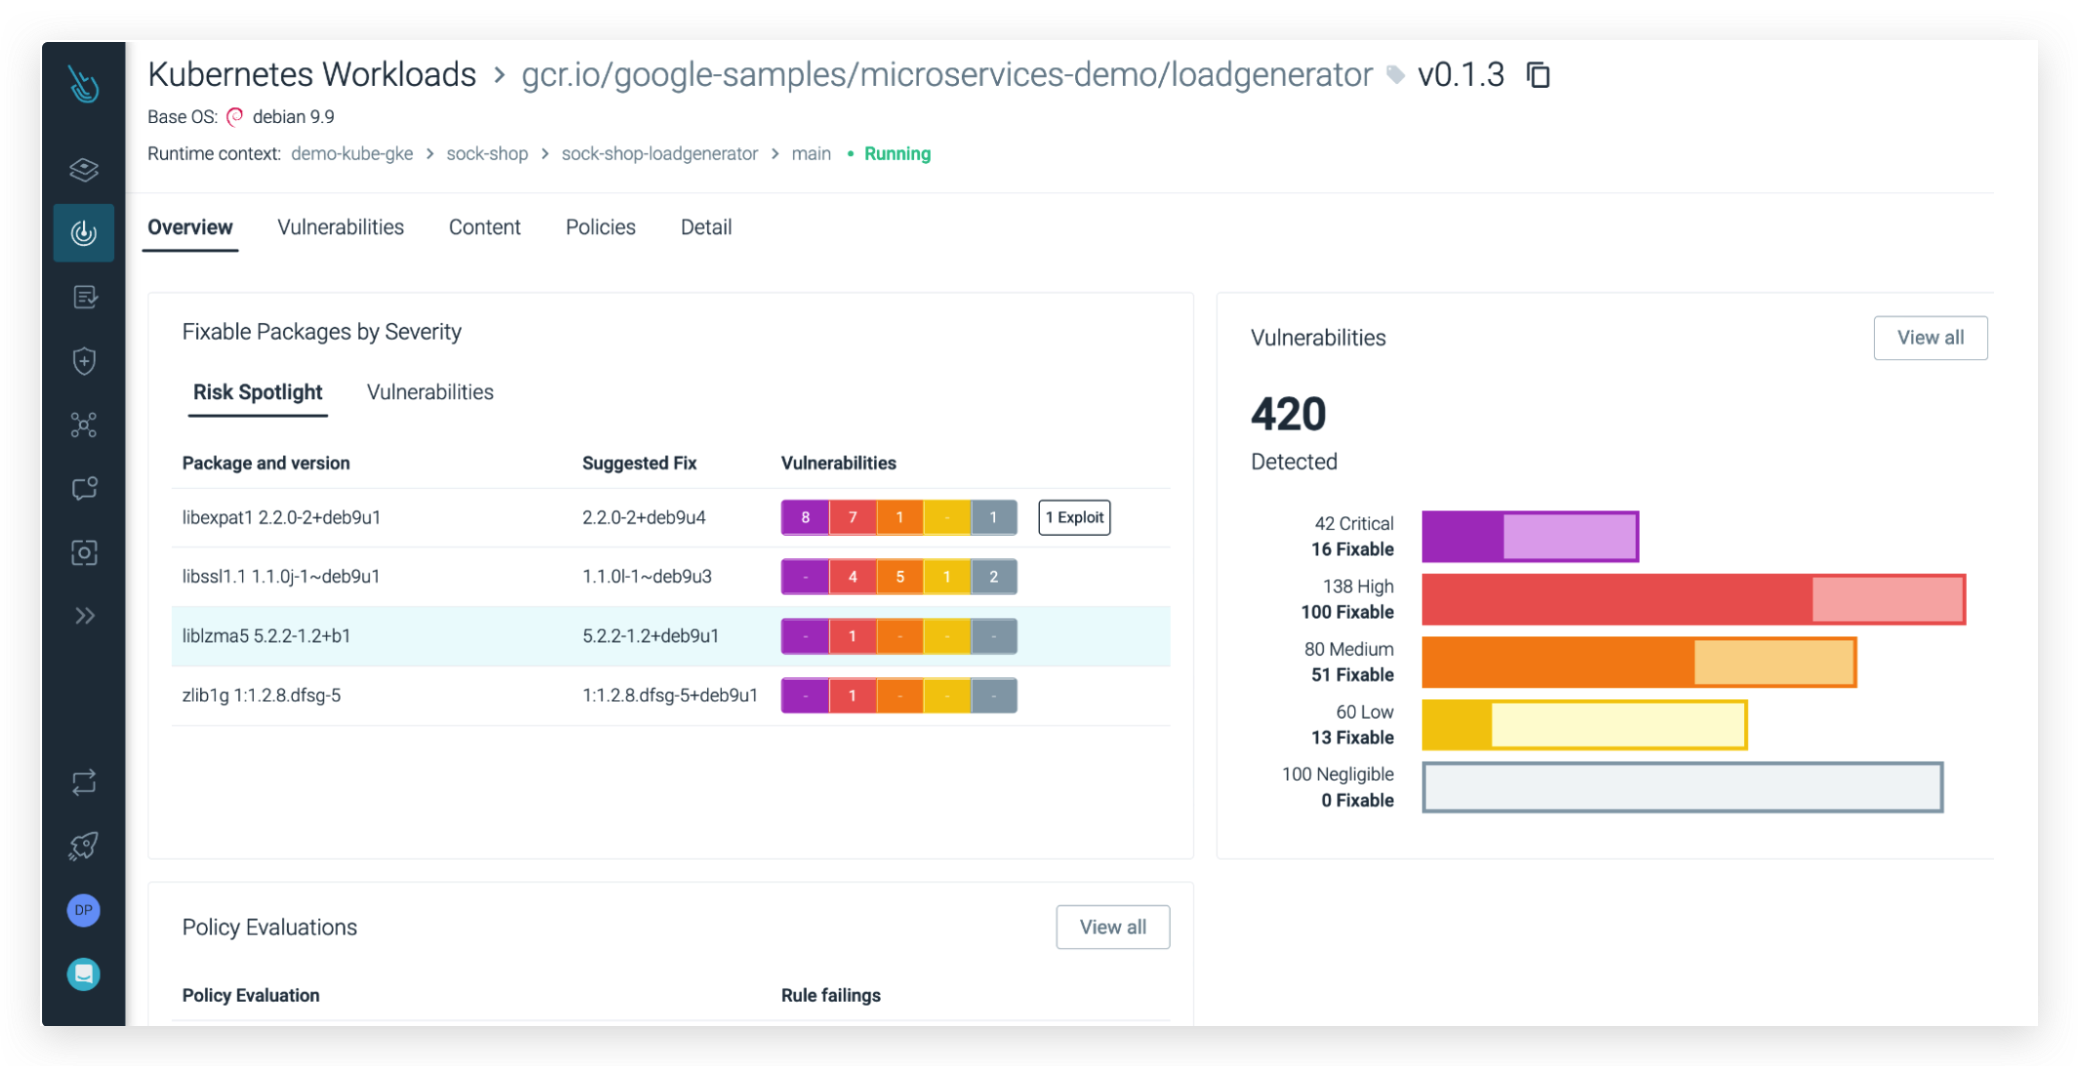 Kubernetes Workloads > gcr.io/google-samples/microservices-demo/loadgenerator v0.1.3
Base OS: debian 9.9
Runtime context: demo-kube-gke > sock-shop > sock-shop-loadgenerator > main • Running
Overview Vulnerabilities Content Policies Detail
Fixable Packages by Severity
Risk Spotlight Vulnerabilities
Package and version Suggested Fix Vulnerabilities
libexpat1 2.2.0-2+deb9u1 2.2.0-2+deb9u4 8 7 1 - 1 1 Exploit
libssl1.1 1.1.0j-1~deb9u1 1.1.0l-1~deb9u3 - 4 5 1 2
liblzma5 5.2.2-1.2+b1 5.2.2-1.2+deb9u1 - 1 - - -
zlib1g 1:1.2.8.dfsg-5 1:1.2.8.dfsg-5+deb9u1 - 1 - - -
Vulnerabilities View all
420
Detected
42 Critical
16 Fixable
138 High
100 Fixable
80 Medium
51 Fixable
60 Low
13 Fixable
100 Negligible
0 Fixable
Policy Evaluations View all
Policy Evaluation Rule failings
DP